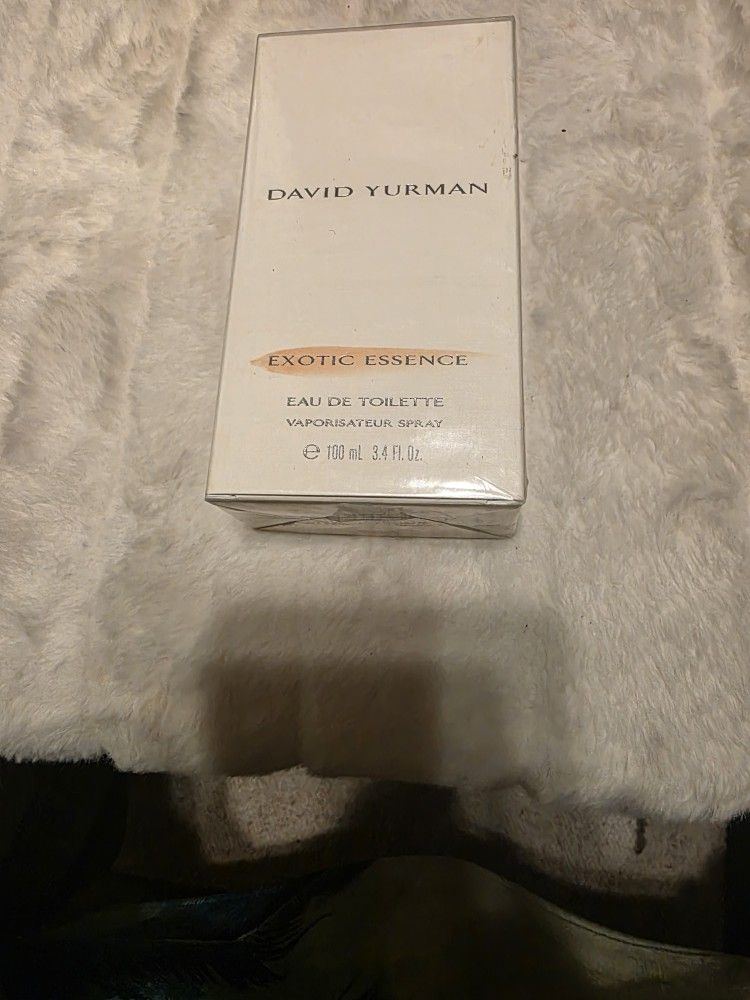 DAVID YURMAN
EXOTIC ESSENCE
EAU DE TOILETTE
VAPORISATEUR SPRAY
℮ 100 mL 3.4 Fl. Oz.